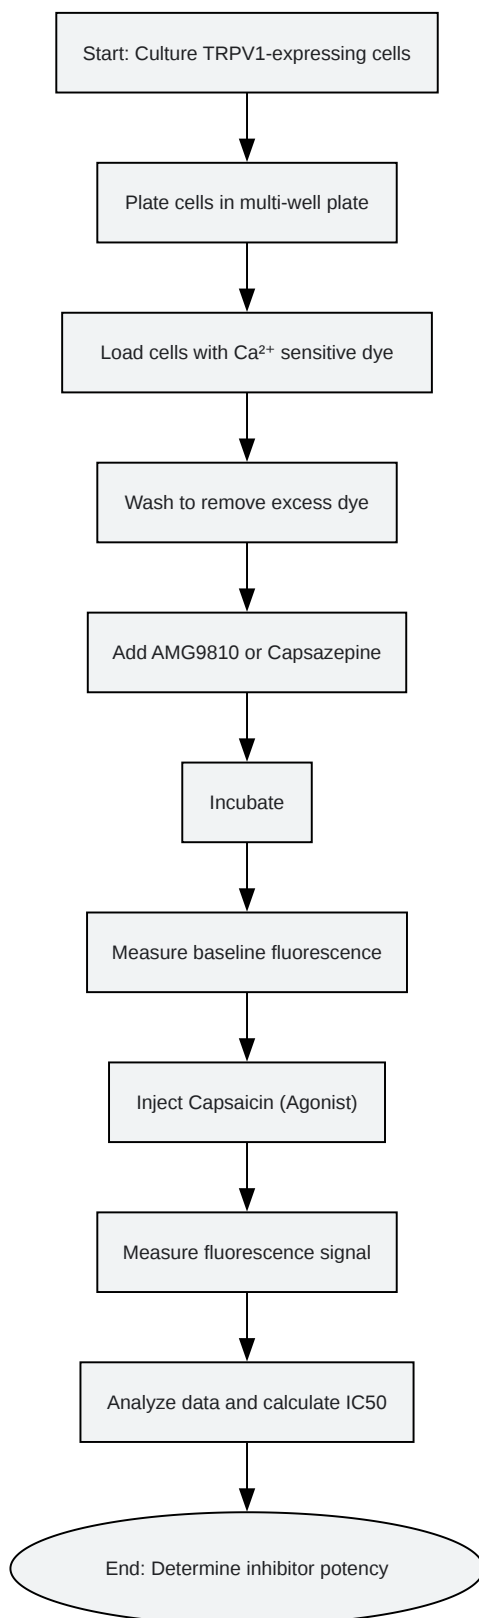 Start: Culture TRPV1-expressing cells
Plate cells in multi-well plate
Load cells with Ca²⁺ sensitive dye
Wash to remove excess dye
Add AMG9810 or Capsazepine
Incubate
Measure baseline fluorescence
Inject Capsaicin (Agonist)
Measure fluorescence signal
Analyze data and calculate IC50
End: Determine inhibitor potency